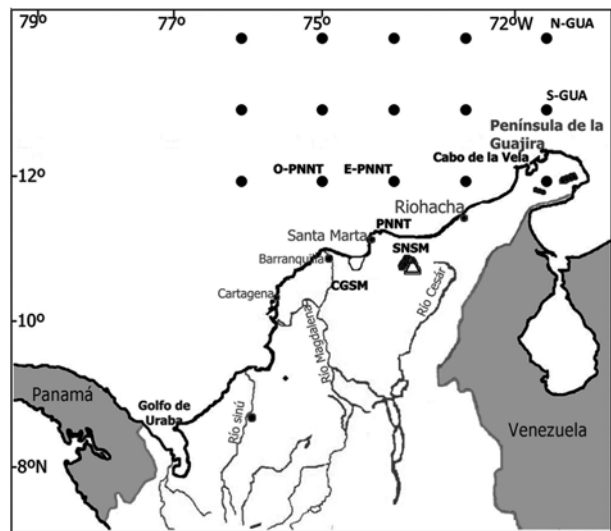 79º 77º 75º 72º W
N-GUA
S-GUA
Península de la
Guajira
Cabo de la Vela
12º
O-PNNT E-PNNT
Riohacha
PNNT
Santa Marta
SNSM
Barranquilla
CGSM
Río Cesár
Cartagena
10º
Río Magdalena
Panamá
Golfo de
Uraba
Río sinú
Venezuela
8ºN